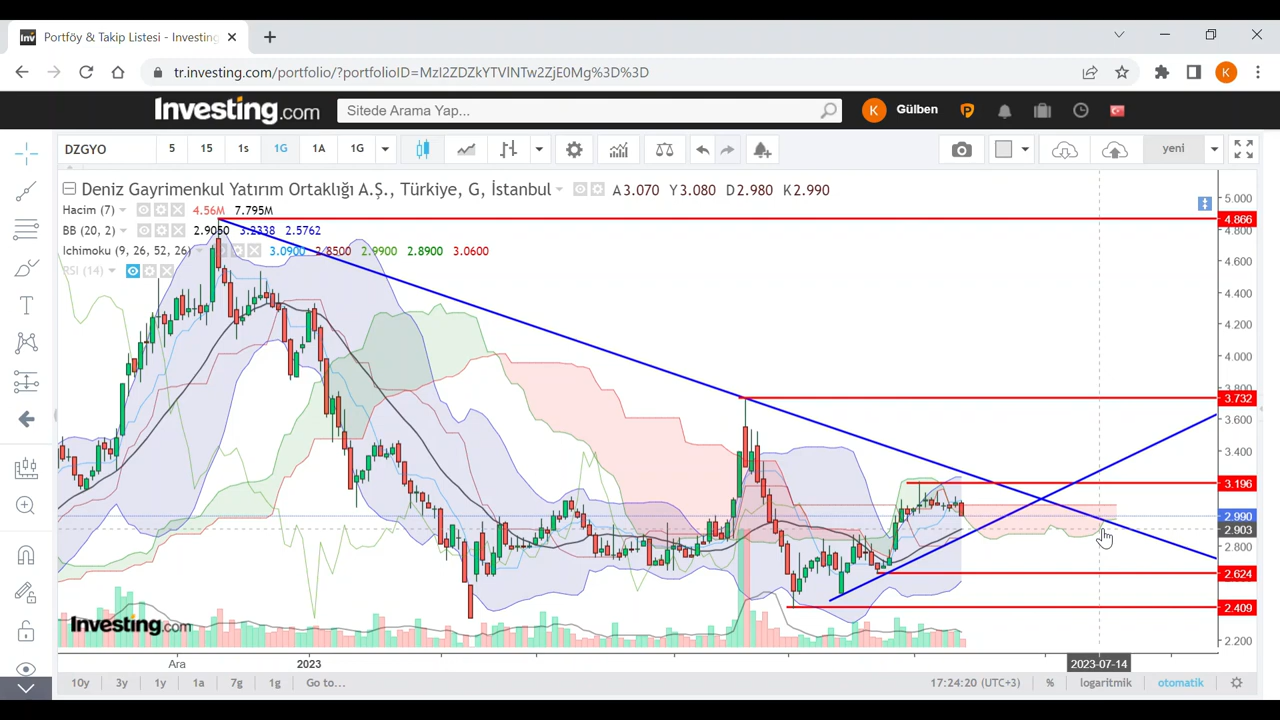 Portföy & Takip Listesi - Investing
tr.investing.com/portfolio/?portfolioID=MzI2ZDZkYTVlNTw2ZjE0Mg%3D%3D
K
Investing.com
Sitede Arama Yap...
K
Gülben
DZGYO
5
15
1s
1G
1A
1G
yeni
Deniz Gayrimenkul Yatırım Ortaklığı A.Ş., Türkiye, G, İstanbul
A3.070 Y3.080 D2.980 K2.990
Hacim (7)
4.56M 7.795M
BB (20, 2)
2.9050 3.2338 2.5762
Ichimoku (9, 26, 52, 26)
3.0900 2.8500 2.9900 2.8900 3.0600
RSI (14)
5.000
4.866
4.800
4.600
4.400
4.200
4.000
3.800
3.732
3.600
3.400
3.196
2.990
2.903
2.800
2.624
2.409
2.200
Investing.com
Ara
2023
2023-07-14
10y
3y
1y
1a
7g
1g
Go to...
17:24:20 (UTC+3)
%
logaritmik
otomatik